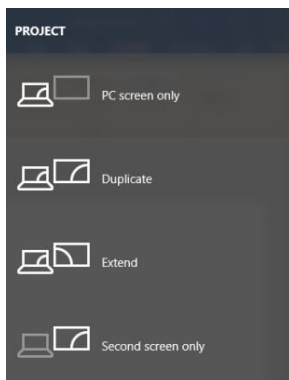 PROJECT
PC screen only
Duplicate
Extend
Second screen only